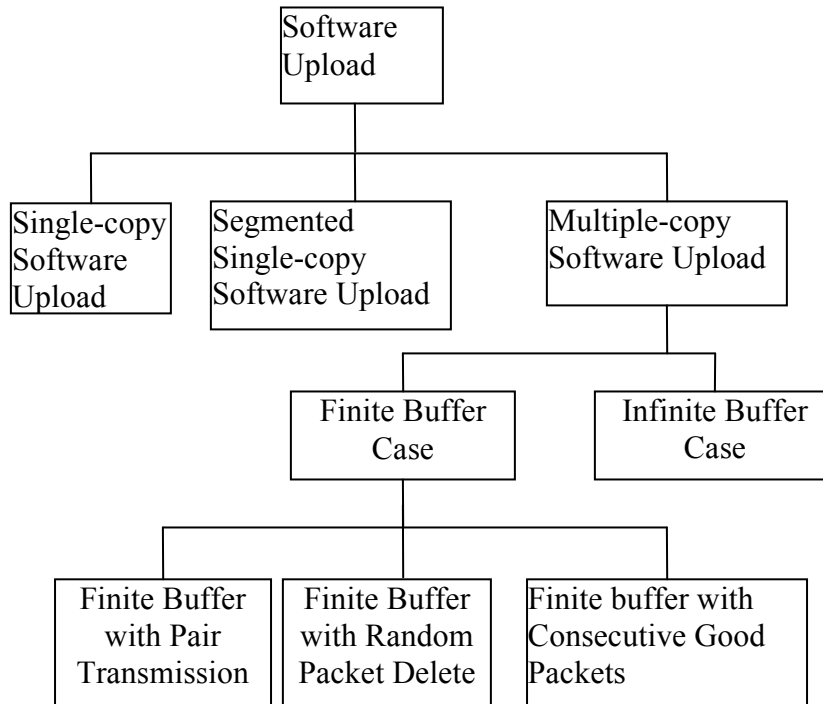 Software
Upload
Single-copy
Software
Upload
Segmented
Single-copy
Software Upload
Multiple-copy
Software Upload
Finite Buffer
Case
Infinite Buffer
Case
Finite Buffer
with Pair
Transmission
Finite Buffer
with Random
Packet Delete
Finite buffer with
Consecutive Good
Packets